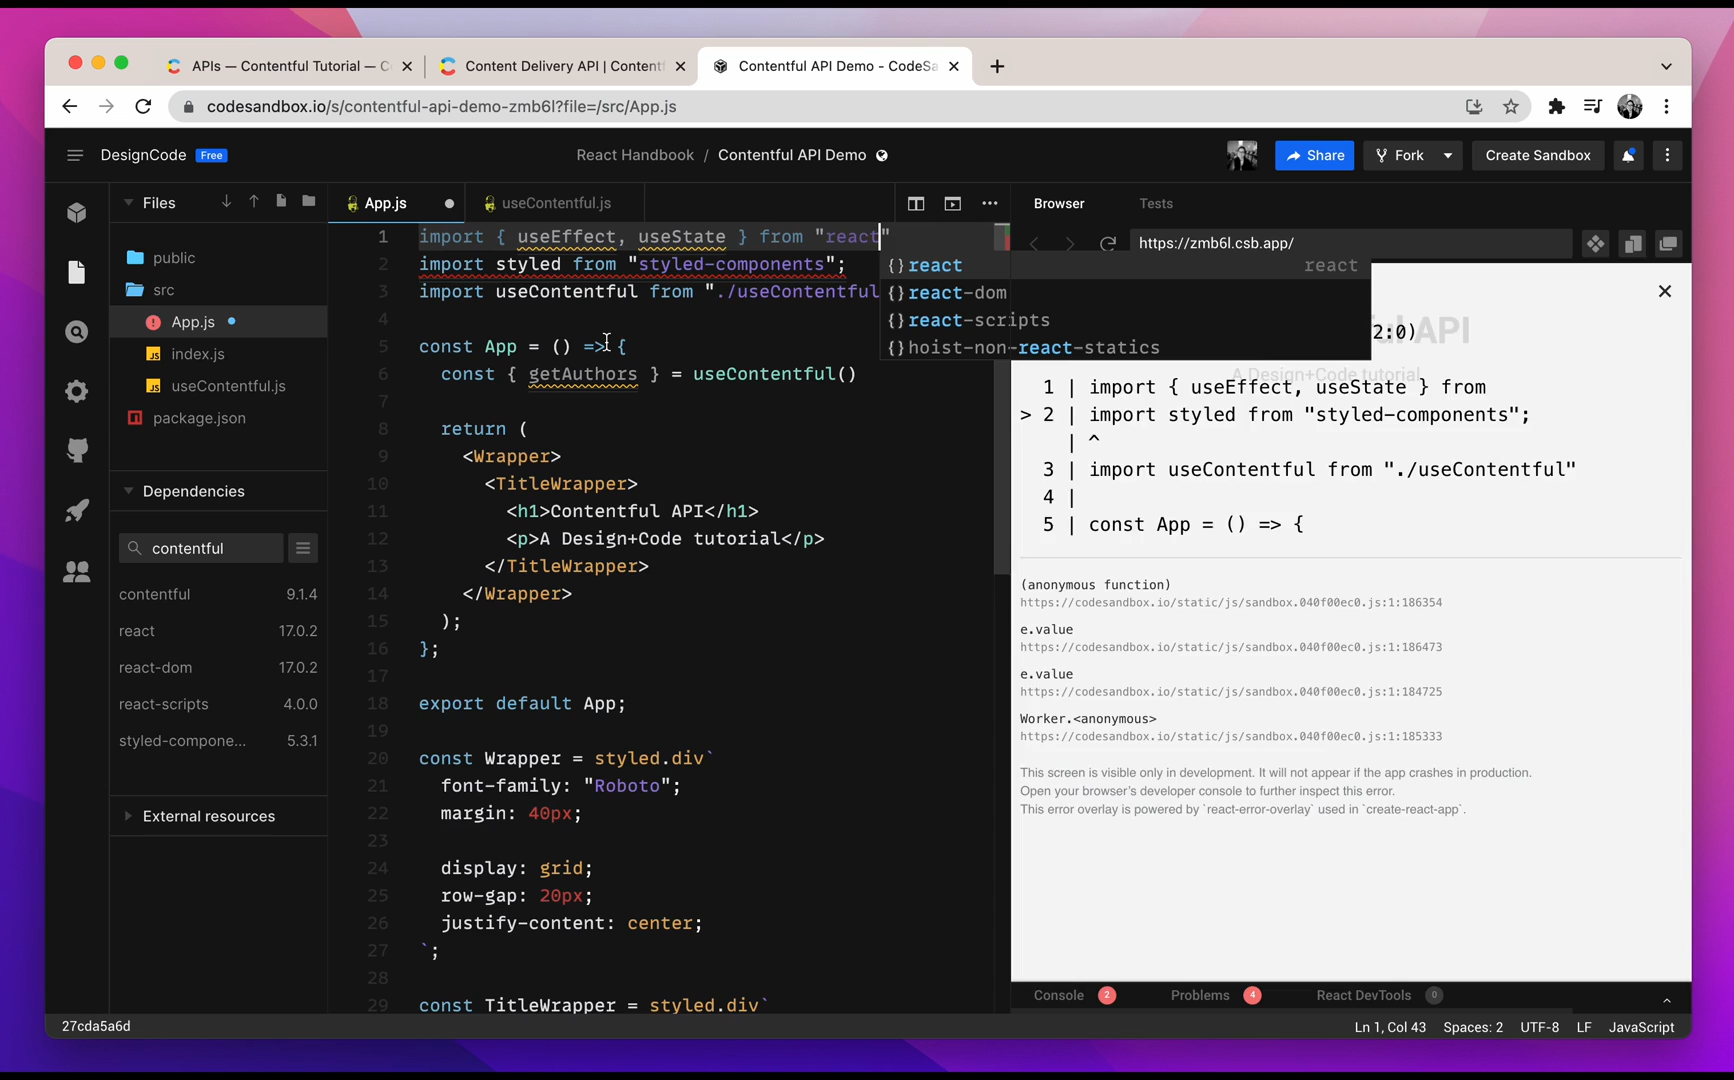 APIs — Contentful Tutorial — C
Content Delivery API | Contentf
Contentful API Demo - CodeSa
codesandbox.io/s/contentful-api-demo-zmb6l?file=/src/App.js
DesignCode Free
React Handbook / Contentful API Demo
Share
Fork
Create Sandbox
Files
public
src
App.js
index.js
useContentful.js
package.json
Dependencies
contentful
contentful 9.1.4
react 17.0.2
react-dom 17.0.2
react-scripts 4.0.0
styled-compone... 5.3.1
External resources
App.js
useContentful.js
1 import { useEffect, useState } from "react"
2 import styled from "styled-components";
3 import useContentful from "./useContentful
4
5 const App = () => {
6 const { getAuthors } = useContentful()
7
8 return (
9 <Wrapper>
10 <TitleWrapper>
11 <h1>Contentful API</h1>
12 <p>A Design+Code tutorial</p>
13 </TitleWrapper>
14 </Wrapper>
15 );
16 };
17
18 export default App;
19
20 const Wrapper = styled.div`
21 font-family: "Roboto";
22 margin: 40px;
23
24 display: grid;
25 row-gap: 20px;
26 justify-content: center;
27 `;
28
29 const TitleWrapper = styled.div`
{} react react
{} react-dom
{} react-scripts
{} hoist-non-react-statics
Browser
Tests
https://zmb6l.csb.app/
2:0)
ful API
A Design+Code tutorial
1 | import { useEffect, useState } from
> 2 | import styled from "styled-components";
| ^
3 | import useContentful from "./useContentful"
4 |
5 | const App = () => {
(anonymous function)
https://codesandbox.io/static/js/sandbox.040f00ec0.js:1:186354
e.value
https://codesandbox.io/static/js/sandbox.040f00ec0.js:1:186473
e.value
https://codesandbox.io/static/js/sandbox.040f00ec0.js:1:184725
Worker.<anonymous>
https://codesandbox.io/static/js/sandbox.040f00ec0.js:1:185333
This screen is visible only in development. It will not appear if the app crashes in production.
Open your browser's developer console to further inspect this error.
This error overlay is powered by `react-error-overlay` used in `create-react-app`.
Console 2
Problems 4
React DevTools 0
27cda5a6d
Ln 1, Col 43
Spaces: 2
UTF-8
LF
JavaScript